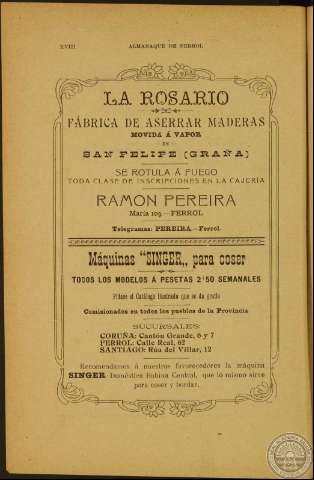 XVIII ALMANAQUE DE FERROL
LA ROSARIO
DE
FÁBRICA DE ASERRAR MADERAS
MOVIDA Á VAPOR
EN
SAN FELIPE (GRAÑA)
SE ROTULA Á FUEGO
TODA CLASE DE INSCRIPCIONES EN LA CAJERÍA
RAMON PEREIRA
María 109.—FERROL
Telegramas: PEREIRA.—Ferrol
Máquinas "SINGER„ para coser
TODOS LOS MODELOS Á PESETAS 2'50 SEMANALES
Pídase el Catálogo ilustrado que se da gratis
Comisionados en todos los pueblos de la Provincia
SUCURSALES
CORUÑA: Cantón Grande, 6 y 7
FERROL: Calle Real, 62
SANTIAGO: Rúa del Villar, 12
Recomendamos á nuestros favorecedores la máquina
SINGER Doméstica Bobina Central, que lo mismo sirve
para coser y bordar.